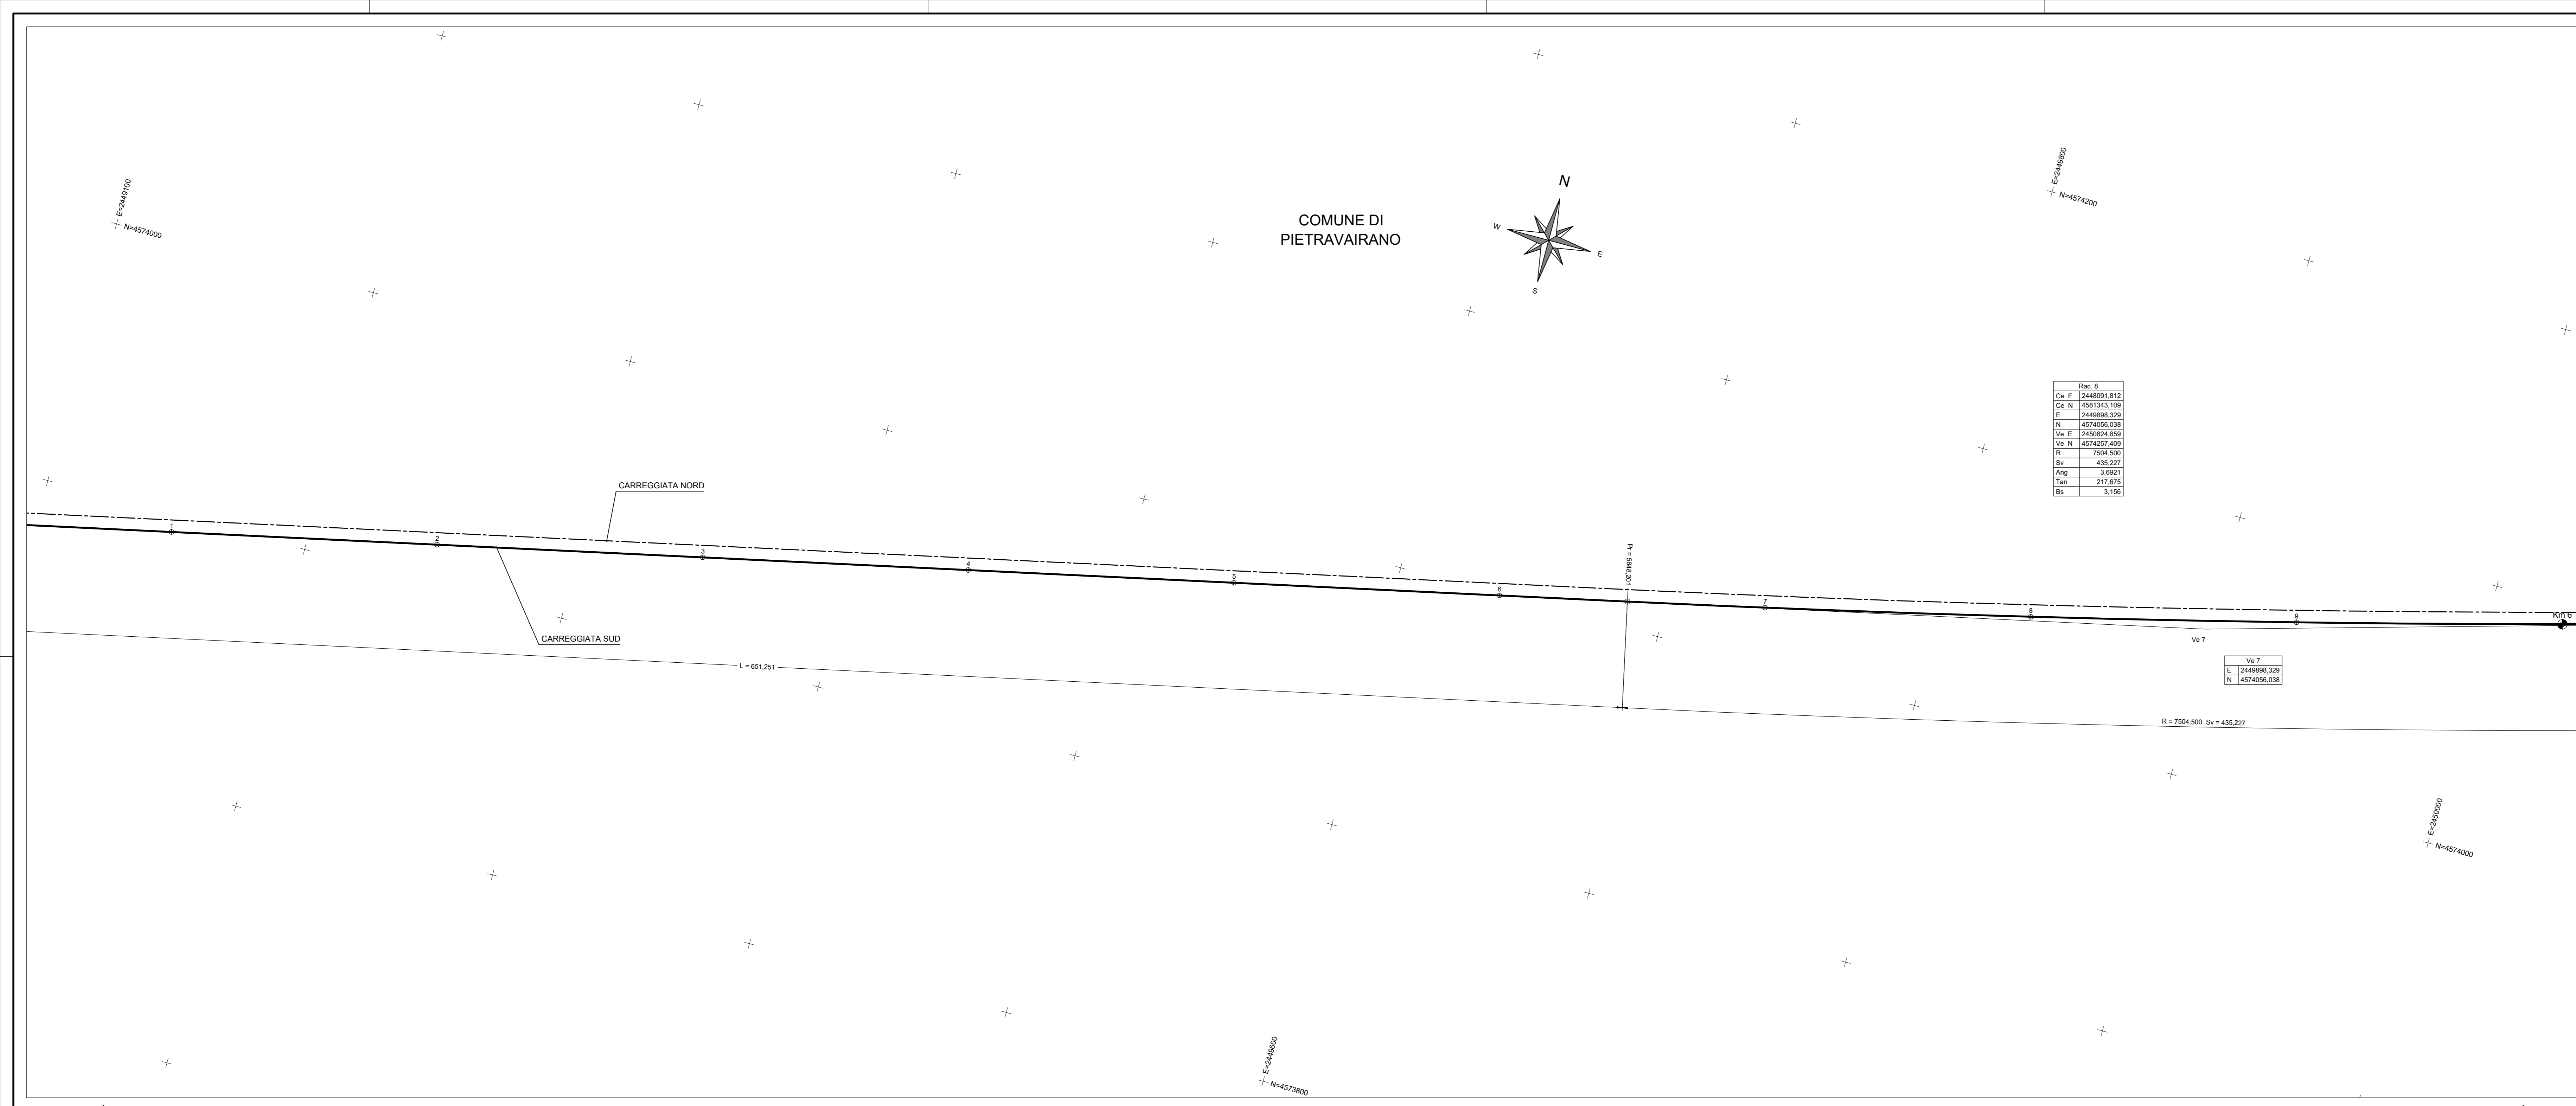 N
E=2449800
N=4574200
E=2449100
N=4574000
COMUNE DI
PIETRAVAIRANO
W
E
S
Rac. 8
Ce E 2448091,812
Ce N 4581343,109
E 2449898,329
N 4574056,038
Ve E 2450824,859
Ve N 4574257,409
R 7504,500
Sv 435,227
Ang 3,6921
Tan 217,675
Bs 3,156
CARREGGIATA NORD
1
2
3
4
5
6
Pr = 5648,201
7
8
9
Km 6
CARREGGIATA SUD
Ve 7
L = 651,251
Ve 7
E 2449898,329
N 4574056,038
R = 7504,500 Sv = 435,227
E=2450000
N=4574000
E=2449600
N=4573800